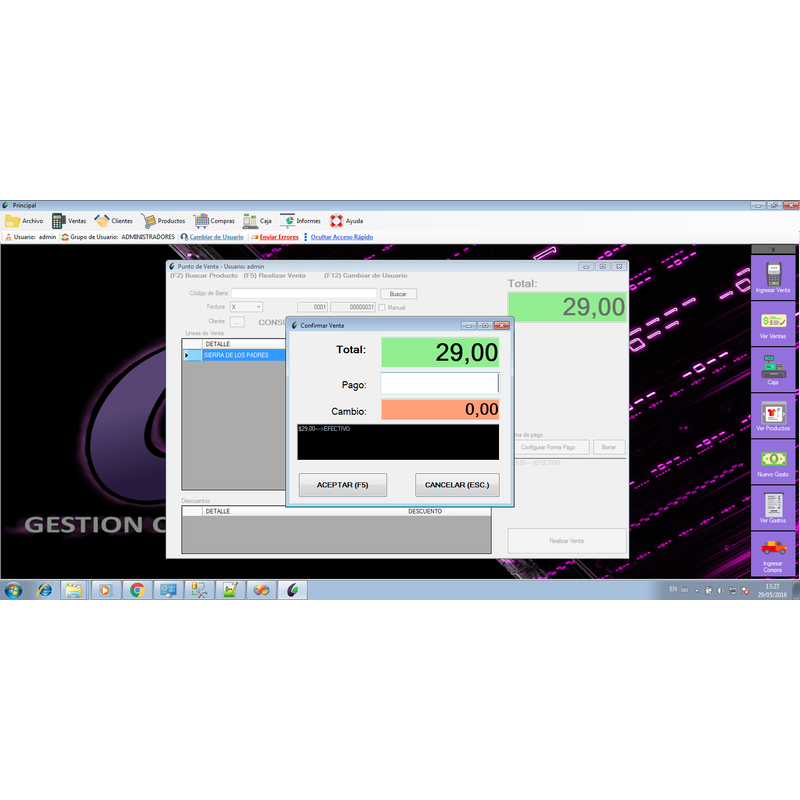 Principal
Archivo Ventas Clientes Productos Compras Caja Informes Ayuda
Usuario: admin Grupo de Usuario: ADMINISTRADORES Cambiar de Usuario Enviar Errores Ocultar Acceso Rápido
X
Punto de Venta - Usuario: admin
(F2) Buscar Producto (F5) Realizar Venta (F12) Cambiar de Usuario
Total:
29,00
Código de Barra
Buscar
Factura X 0001 00000031 Manual
Cliente ... CONSU
Lineas de Venta
DETALLE
SIERRA DE LOS PADRES
Confirmar Venta
Total: 29,00
Pago:
Cambio: 0,00
$29,00--->EFECTIVO
ACEPTAR (F5) CANCELAR (ESC.)
ma de pago
Configurar Forma Pago Borrar
EFECTIVO
Descuentos
DETALLE DESCUENTO
Realizar Venta
GESTION C
Ingresar Venta
Ver Ventas
Caja
Ver Productos
Nuevo Gasto
Ver Gastos
Ingresar
Compra
EN 13:27
29/05/2016